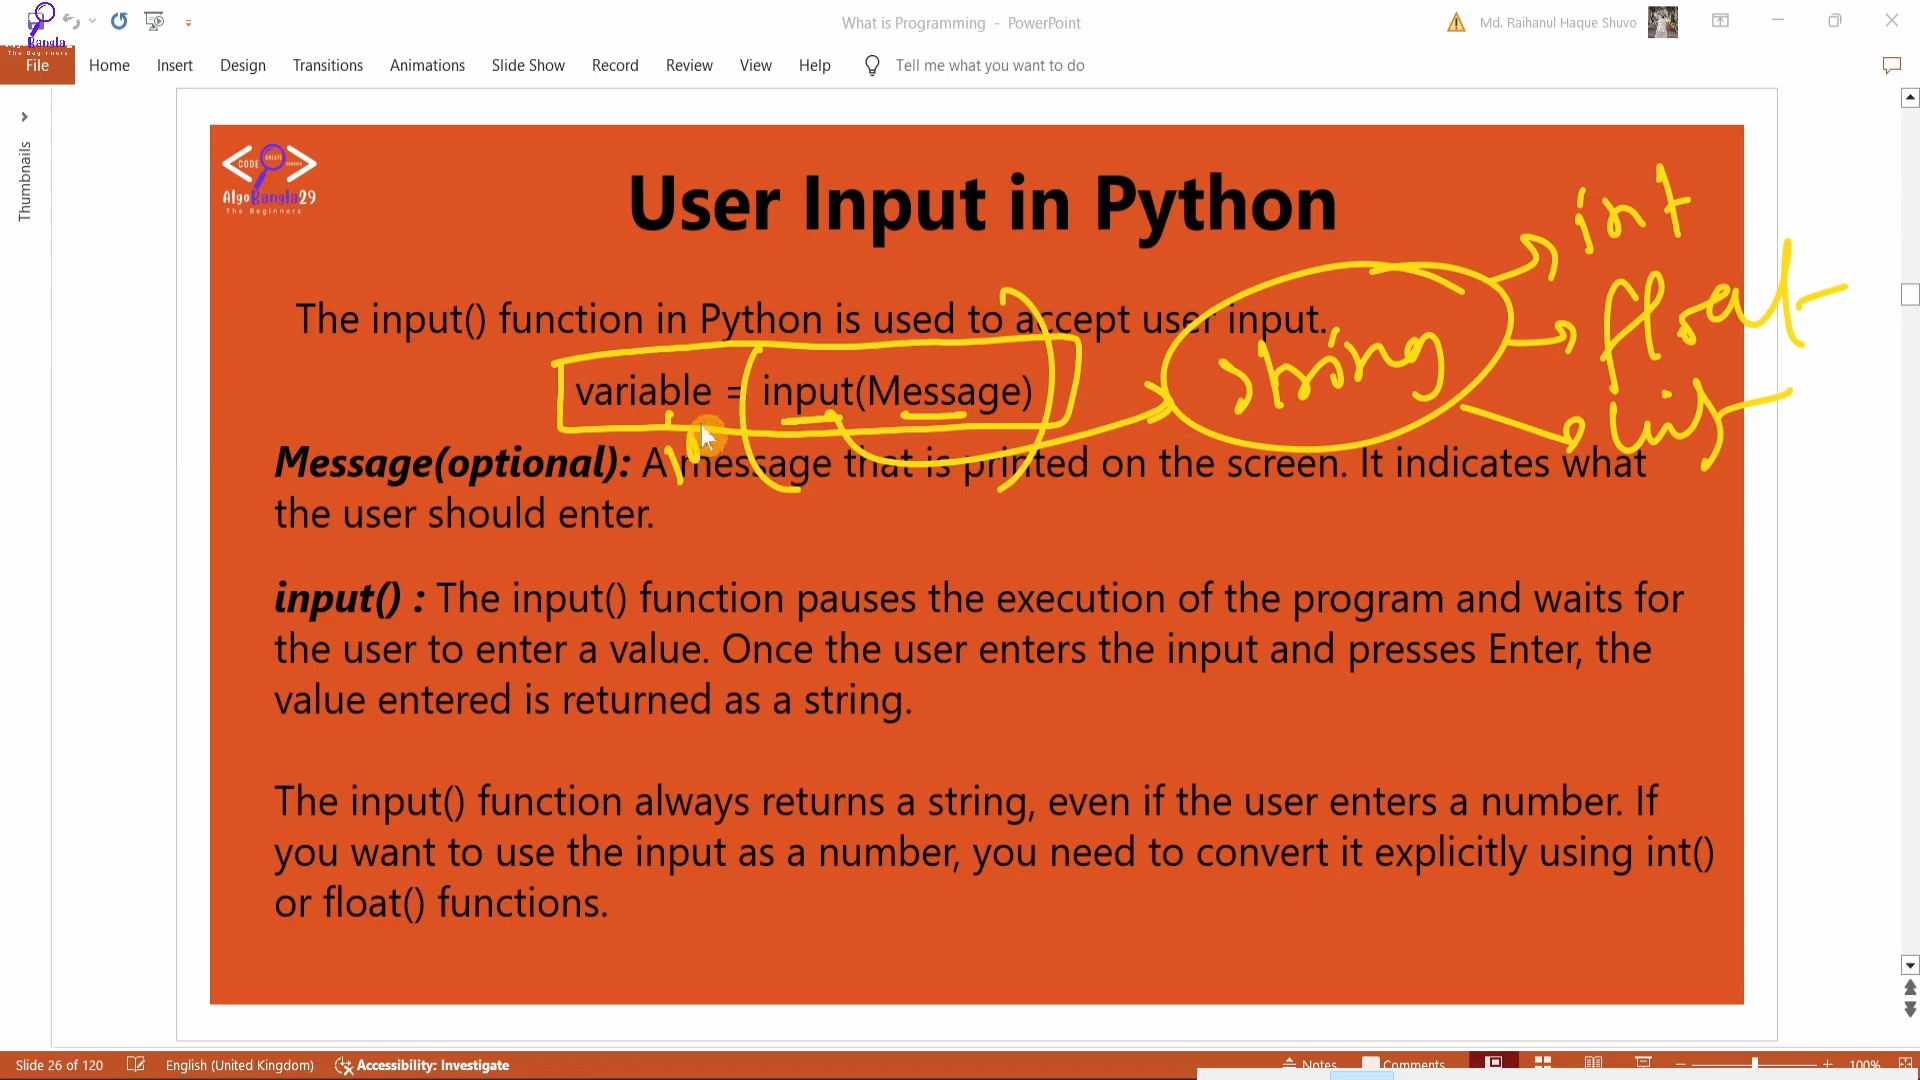 Bangla
The Beginners
What is Programming - PowerPoint
Md. Raihanul Haque Shuvo
File Home Insert Design Transitions Animations Slide Show Record Review View Help Tell me what you want to do
Thumbnails
CODE CREATE
AlgoBangla29
The Beginners
User Input in Python
int
The input() function in Python is used to accept user input.
float
string
variable = input(Message)
list
in
Message(optional): A message that is printed on the screen. It indicates what
the user should enter.
input() : The input() function pauses the execution of the program and waits for
the user to enter a value. Once the user enters the input and presses Enter, the
value entered is returned as a string.
The input() function always returns a string, even if the user enters a number. If
you want to use the input as a number, you need to convert it explicitly using int()
or float() functions.
Slide 26 of 120 English (United Kingdom) Accessibility: Investigate Notes Comments 100%